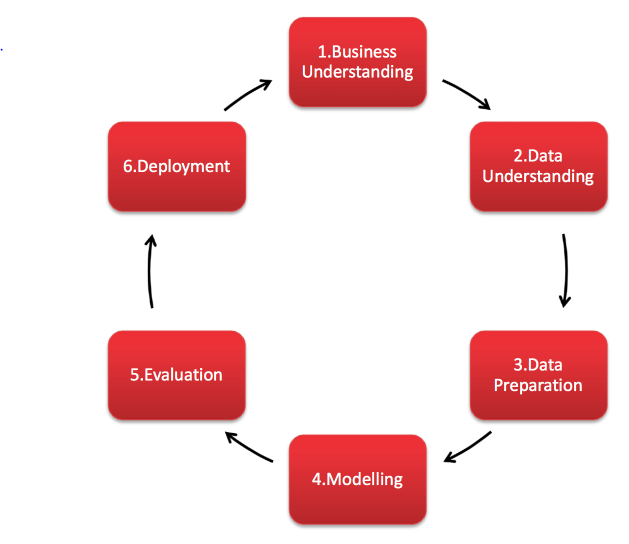 1.Business
Understanding
2.Data
Understanding
3.Data
Preparation
4.Modelling
5.Evaluation
6.Deployment